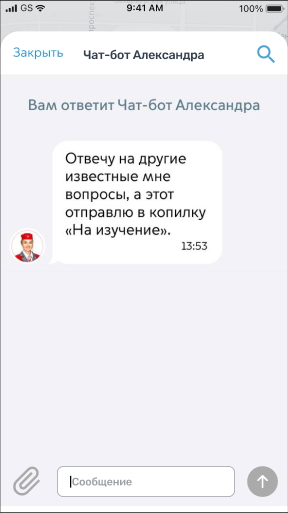 GS
9:41 AM
100%
Закрыть
Чат-бот Александра
Вам ответит Чат-бот Александра
Отвечу на другие
известные мне
вопросы, а этот
отправлю в копилку
«На изучение».
13:53
Сообщение